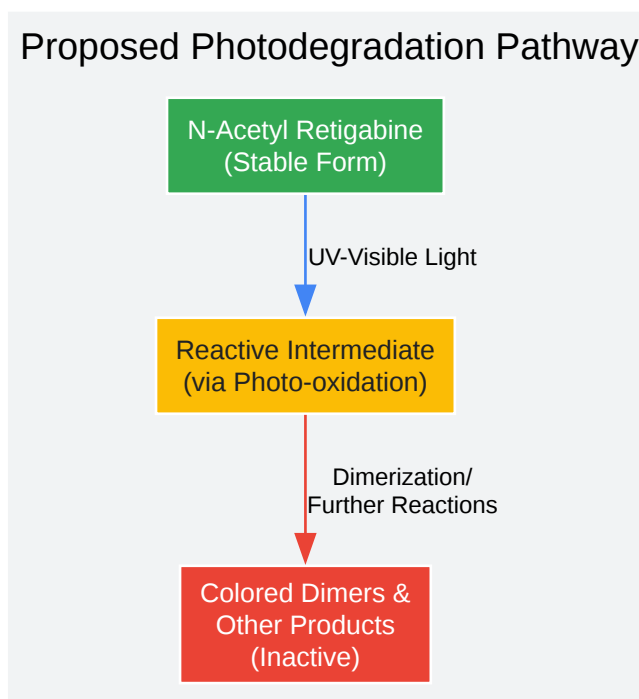 Proposed Photodegradation Pathway
N-Acetyl Retigabine
(Stable Form)
UV-Visible Light
Reactive Intermediate
(via Photo-oxidation)
Dimerization/
Further Reactions
Colored Dimers &
Other Products
(Inactive)